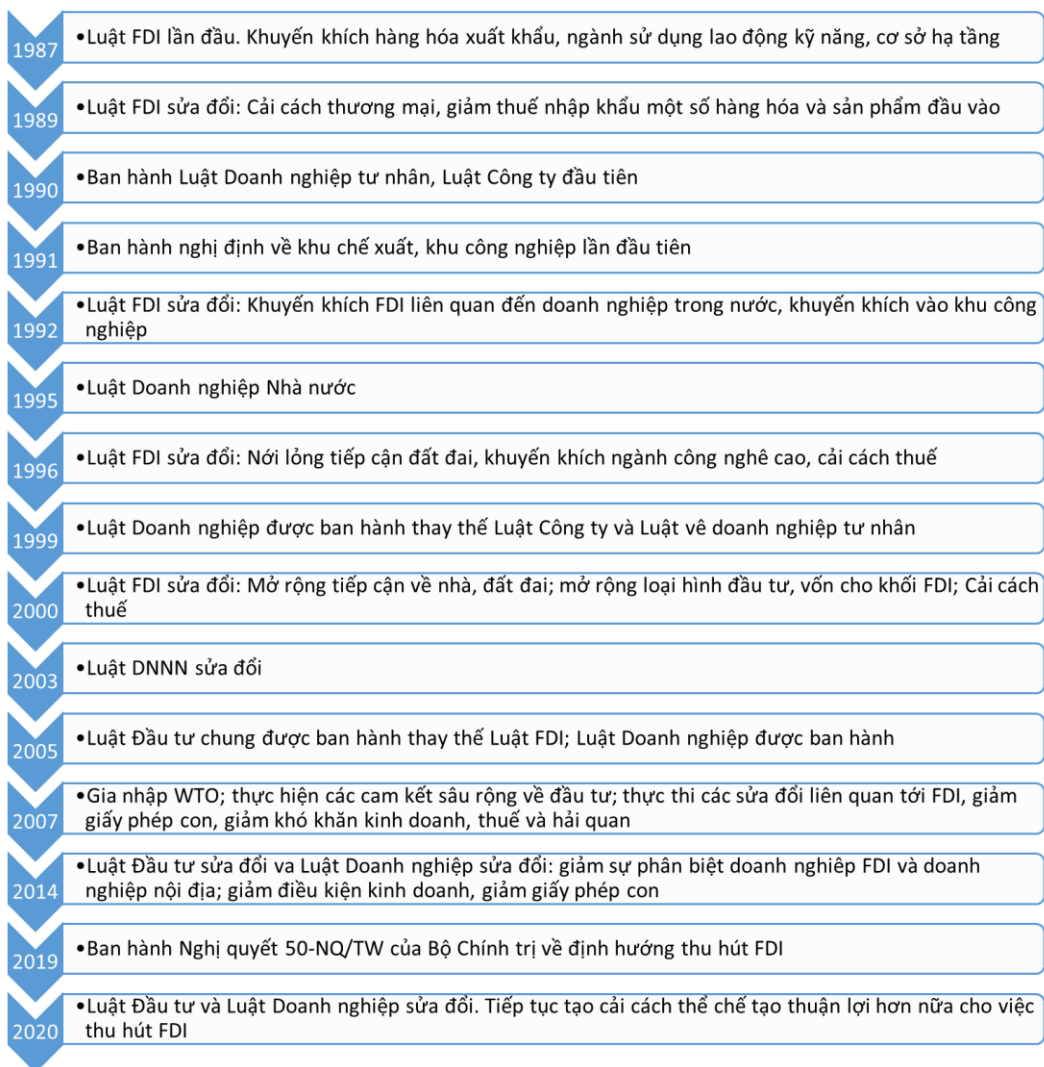 1987
•Luật FDI lần đầu. Khuyến khích hàng hóa xuất khẩu, ngành sử dụng lao động kỹ năng, cơ sở hạ tầng
1989
•Luật FDI sửa đổi: Cải cách thương mại, giảm thuế nhập khẩu một số hàng hóa và sản phẩm đầu vào
1990
•Ban hành Luật Doanh nghiệp tư nhân, Luật Công ty đầu tiên
1991
•Ban hành nghị định về khu chế xuất, khu công nghiệp lần đầu tiên
1992
•Luật FDI sửa đổi: Khuyến khích FDI liên quan đến doanh nghiệp trong nước, khuyến khích vào khu công
nghiệp
1995
•Luật Doanh nghiệp Nhà nước
1996
•Luật FDI sửa đổi: Nới lỏng tiếp cận đất đai, khuyến khích ngành công nghê cao, cải cách thuế
1999
•Luật Doanh nghiệp được ban hành thay thế Luật Công ty và Luật vê doanh nghiệp tư nhân
2000
•Luật FDI sửa đổi: Mở rộng tiếp cận về nhà, đất đai; mở rộng loại hình đầu tư, vốn cho khối FDI; Cải cách
thuế
2003
•Luật DNNN sửa đổi
2005
•Luật Đầu tư chung được ban hành thay thế Luật FDI; Luật Doanh nghiệp được ban hành
2007
•Gia nhập WTO; thực hiện các cam kết sâu rộng về đầu tư; thực thi các sửa đổi liên quan tới FDI, giảm
giấy phép con, giảm khó khăn kinh doanh, thuế và hải quan
2014
•Luật Đầu tư sửa đổi va Luật Doanh nghiệp sửa đổi: giảm sự phân biệt doanh nghiêp FDI và doanh
nghiệp nội địa; giảm điều kiện kinh doanh, giảm giấy phép con
2019
•Ban hành Nghị quyết 50-NQ/TW của Bộ Chính trị về định hướng thu hút FDI
2020
•Luật Đầu tư và Luật Doanh nghiệp sửa đổi. Tiếp tục tạo cải cách thể chế tạo thuận lợi hơn nữa cho việc
thu hút FDI